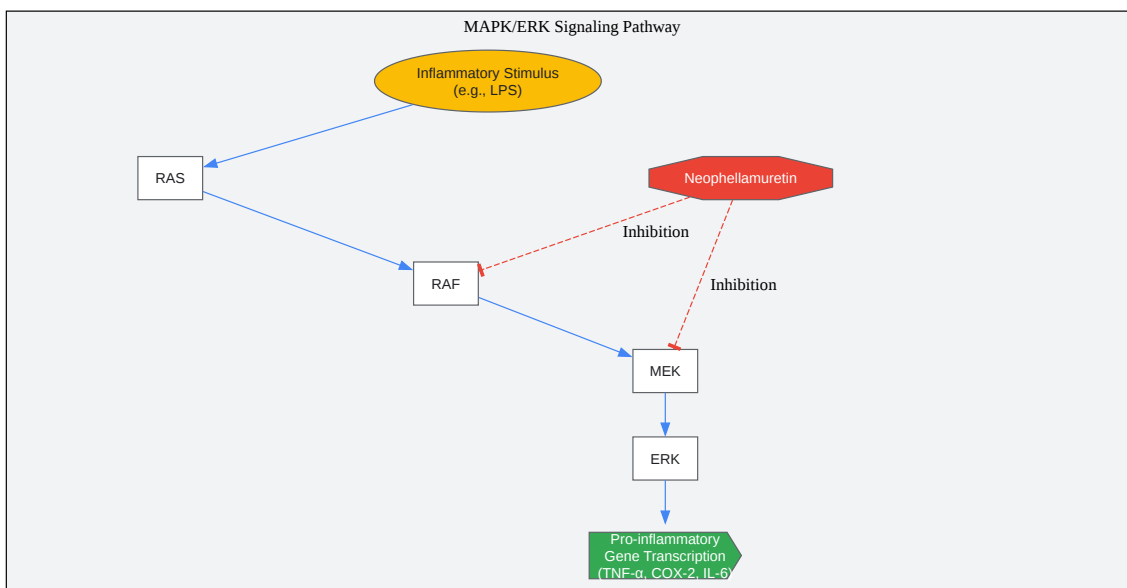 MAPK/ERK Signaling Pathway
Inflammatory Stimulus
(e.g., LPS)
RAS
Neophellamuretin
Inhibition
RAF
Inhibition
MEK
ERK
Pro-inflammatory
Gene Transcription
(TNF-α, COX-2, IL-6)